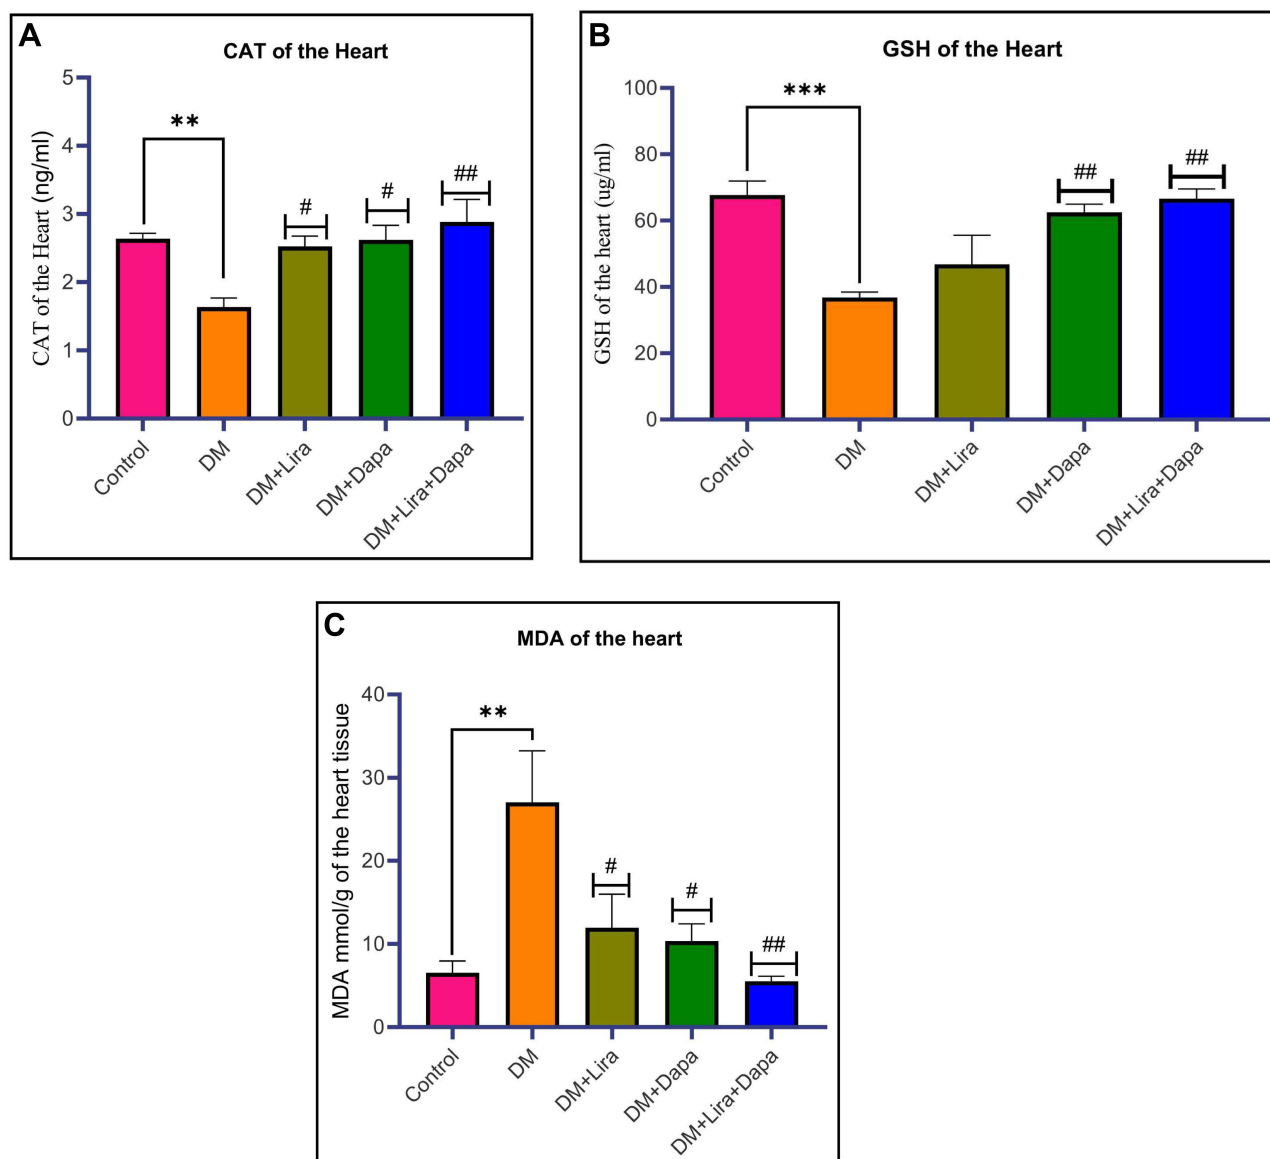 A
CAT of the Heart
CAT of the Heart (ng/ml)
5
4
3
2
1
0
**
#
#
##
Control
DM
DM+Lira
DM+Dapa
DM+Lira+Dapa
B
GSH of the Heart
GSH of the heart (ug/ml)
100
80
60
40
20
0
***
##
##
Control
DM
DM+Lira
DM+Dapa
DM+Lira+Dapa
C
MDA of the heart
MDA mmol/g of the heart tissue
40
30
20
10
0
**
#
#
##
Control
DM
DM+Lira
DM+Dapa
DM+Lira+Dapa